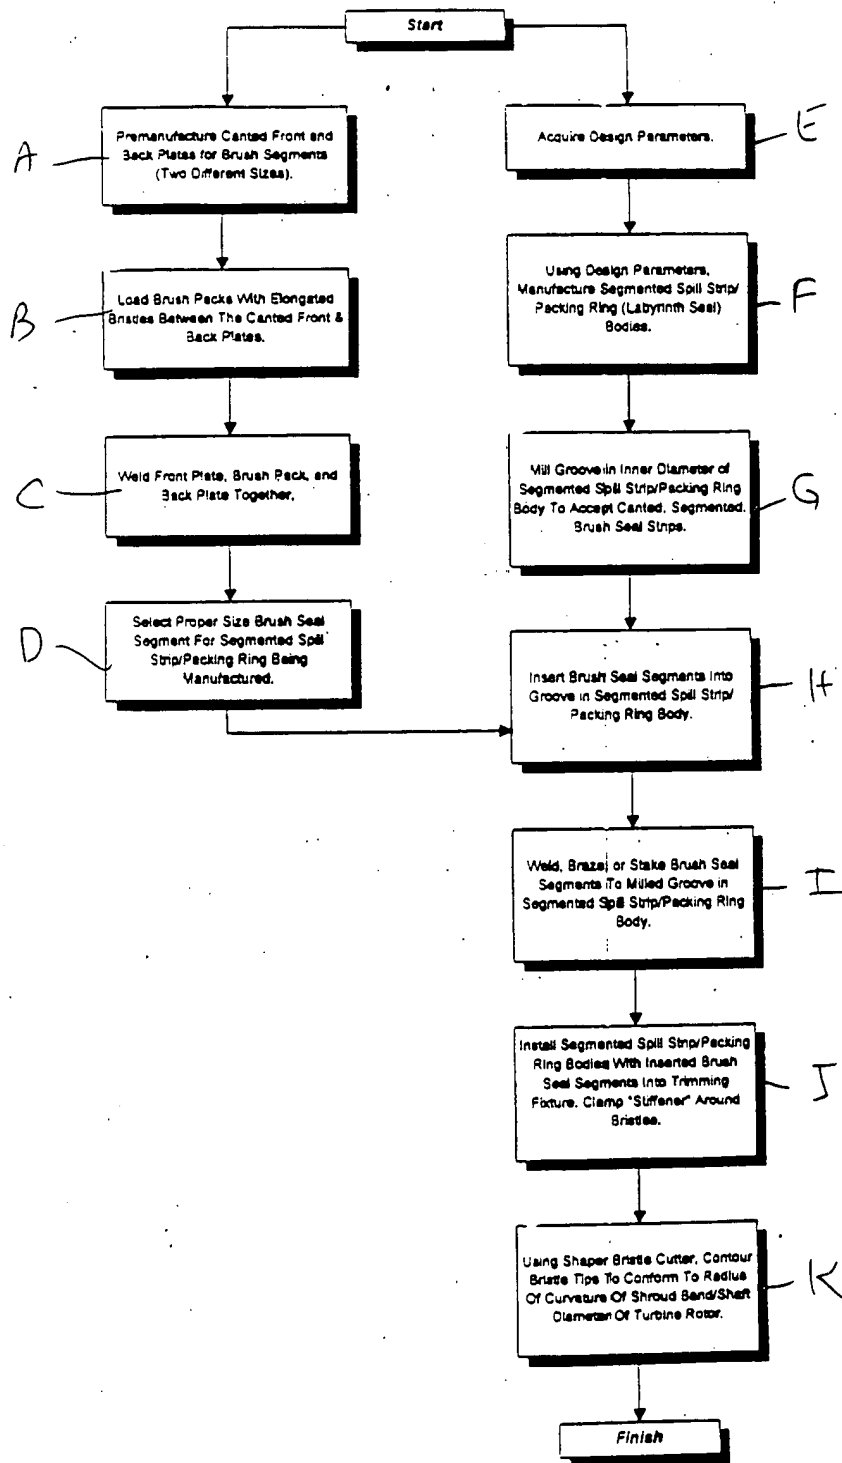 Start
A
Premanufacture Canted Front and
Back Plates for Brush Segments
(Two Different Sizes).
B
Load Brush Packs With Elongated
Bristles Between The Canted Front &
Back Plates.
C
Weld Front Plate, Brush Pack, and
Back Plate Together.
D
Select Proper Size Brush Seal
Segment For Segmented Spill
Strip/Packing Ring Being
Manufactured.
Acquire Design Parameters.
E
Using Design Parameters,
Manufacture Segmented Spill Strip/
Packing Ring (Labyrinth Seal)
Bodies.
F
Mill Groove in Inner Diameter of
Segmented Spill Strip/Packing Ring
Body To Accept Canted, Segmented,
Brush Seal Strips.
G
Insert Brush Seal Segments Into
Groove in Segmented Spill Strip/
Packing Ring Body.
H
Weld, Braze, or Stake Brush Seal
Segments To Milled Groove in
Segmented Spill Strip/Packing Ring
Body.
I
Install Segmented Spill Strip/Packing
Ring Bodies With Inserted Brush
Seal Segments Into Trimming
Fixture. Clamp "Stiffener" Around
Bristles.
J
Using Shaper Bristle Cutter, Contour
Bristle Tips To Conform To Radius
Of Curvature Of Shroud Band/Shaft
Diameter Of Turbine Rotor.
K
Finish